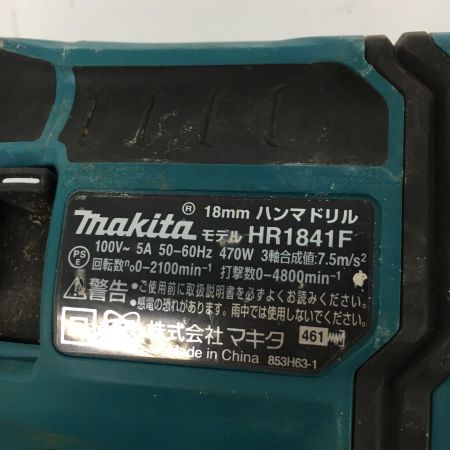 makita® 18mm ハンマドリル
モデル HR1841F
100V~ 5A 50-60Hz 470W 3軸合成値:7.5m/s²
PSE 回転数n₀0-2100min⁻¹ 打撃数0-4800min⁻¹
警告 •ご使用前に取扱説明書を必ずよくお読みください。
•感電の恐れがあります。雨中では使用しないでください。
株式会社 マキタ 461
Made in China 853H63-1